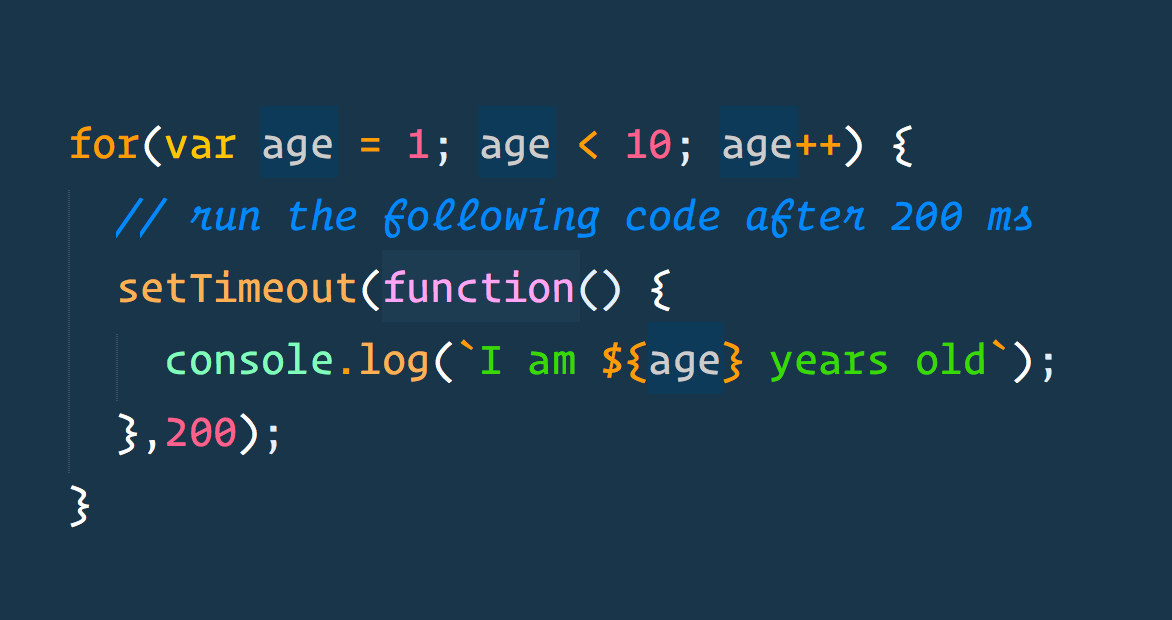 for(var age = 1; age < 10; age++) {
// run the following code after 200 ms
setTimeout(function() {
console.log(`I am ${age} years old`);
},200);
}